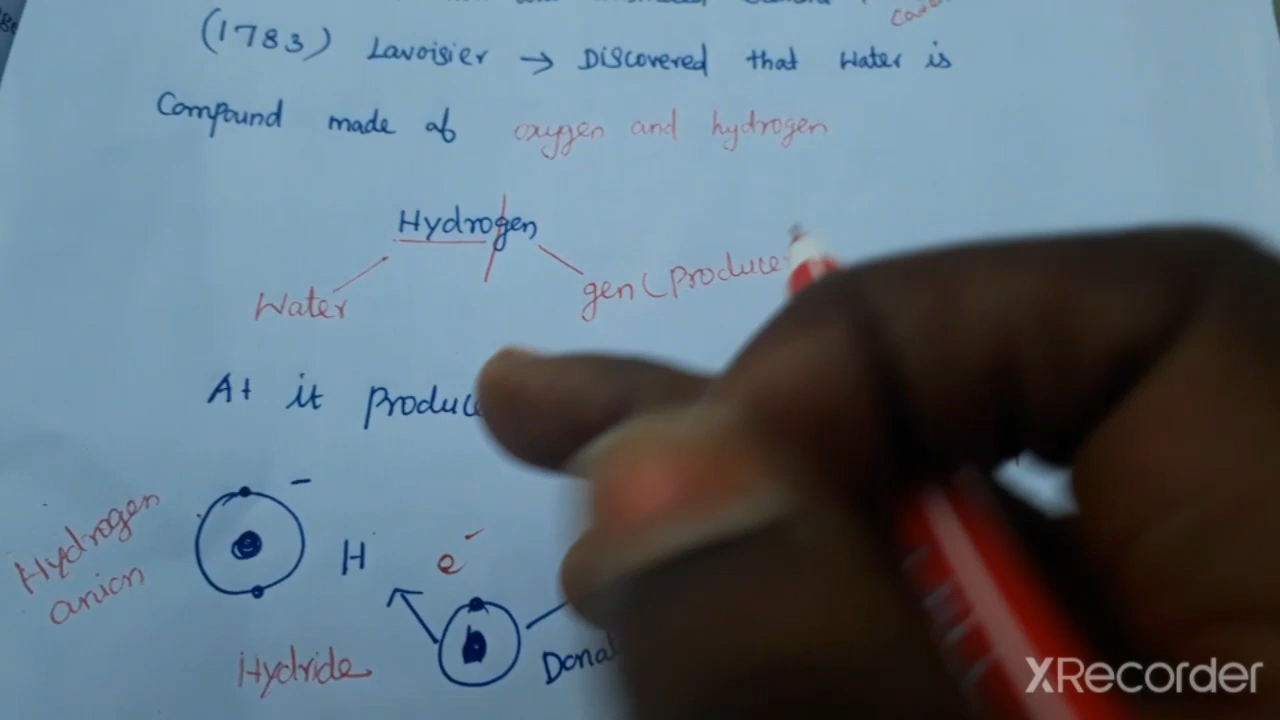 (1783) Lavoisier → Discovered that Water is
Compound made of oxygen and hydrogen
Hydrogen
Water
gen (Produce
At it produc
Hydrogen
anion
−
H
e⁻
Hydride
Donat
XRecorder